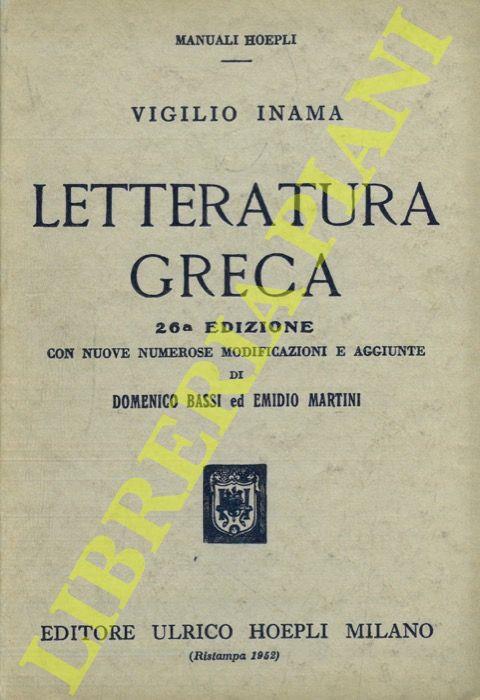 MANUALI HOEPLI
VIGILIO INAMA
LETTERATURA
GRECA
26a EDIZIONE
CON NUOVE NUMEROSE MODIFICAZIONI E AGGIUNTE
DI
DOMENICO BASSI ed EMIDIO MARTINI
EDITORE ULRICO HOEPLI MILANO
(Ristampa 1952)
LIBRERIA PIANI